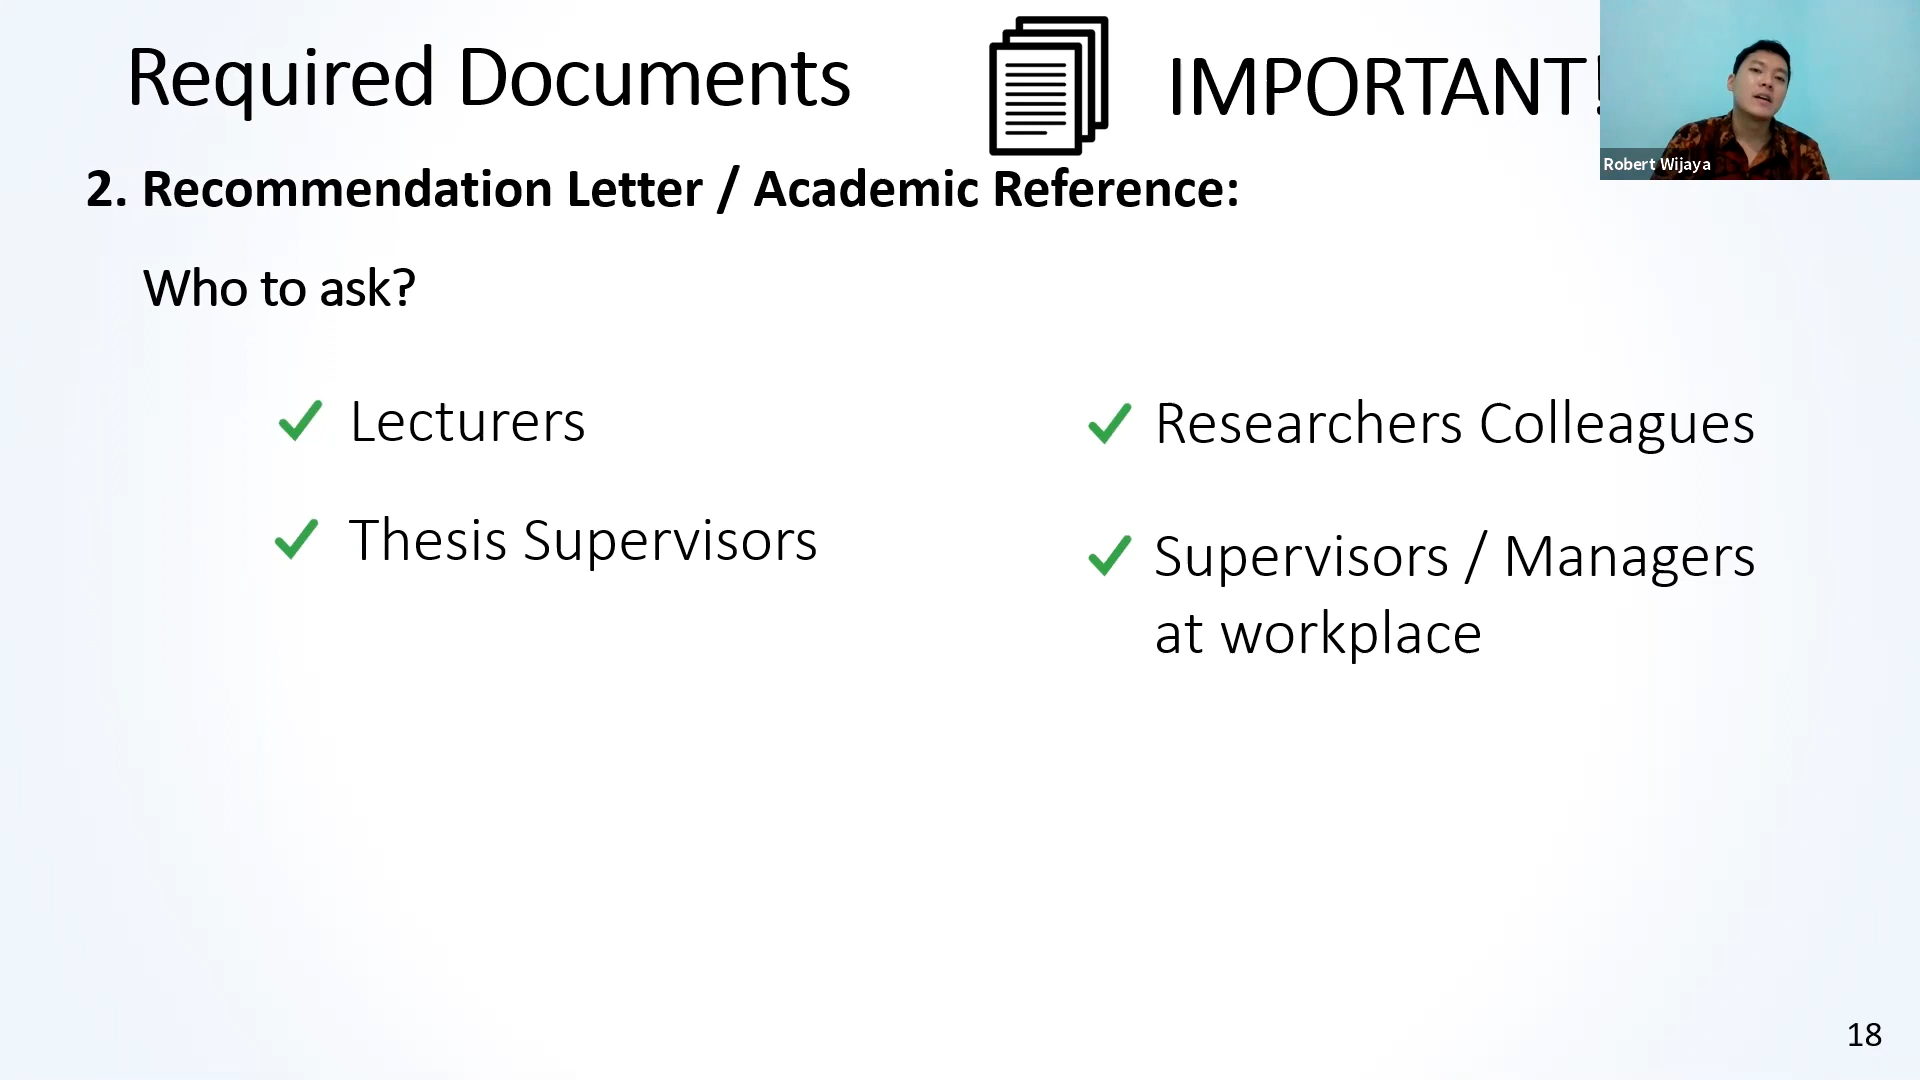 Required Documents
IMPORTANT!
Robert Wijaya
2. Recommendation Letter / Academic Reference:
Who to ask?
Lecturers
Thesis Supervisors
Researchers Colleagues
Supervisors / Managers
at workplace
18